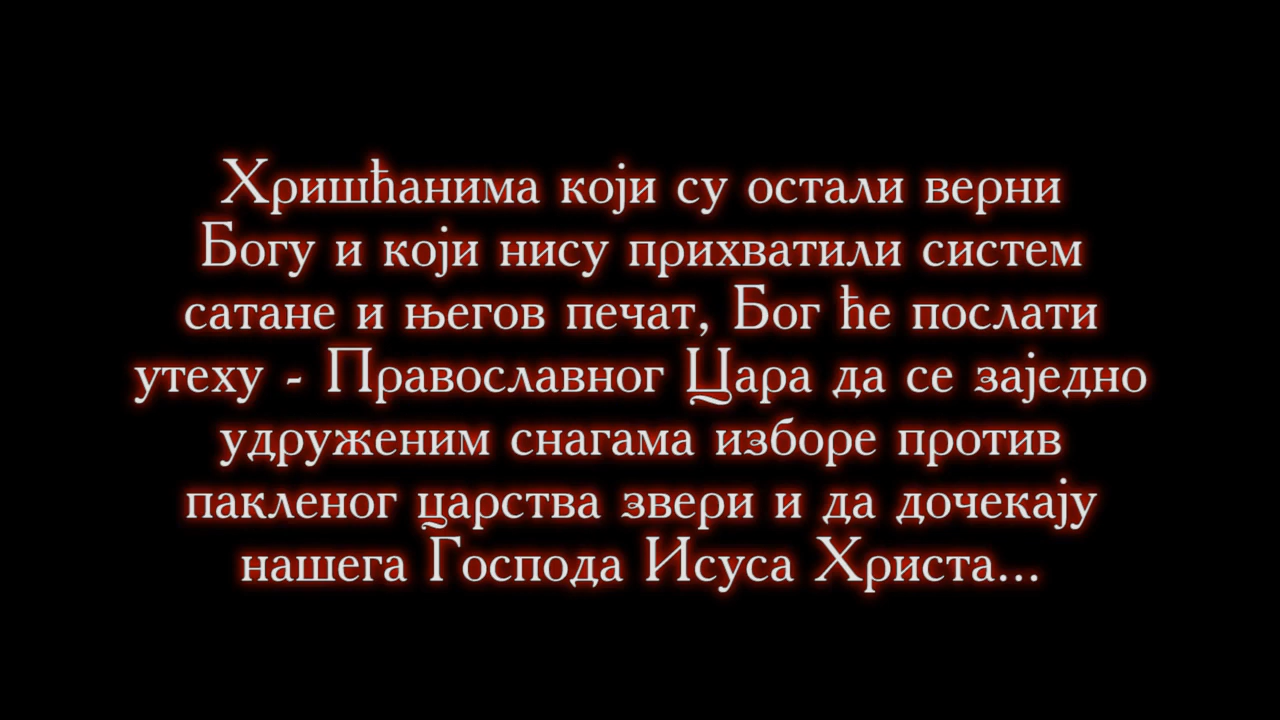 Хришћанима који су остали верни
Богу и који нису прихватили систем
сатане и његов печат, Бог ће послати
утеху - Православног Цара да се заједно
удруженим снагама изборе против
пакленог царства звери и да дочекају
нашега Господа Исуса Христа...